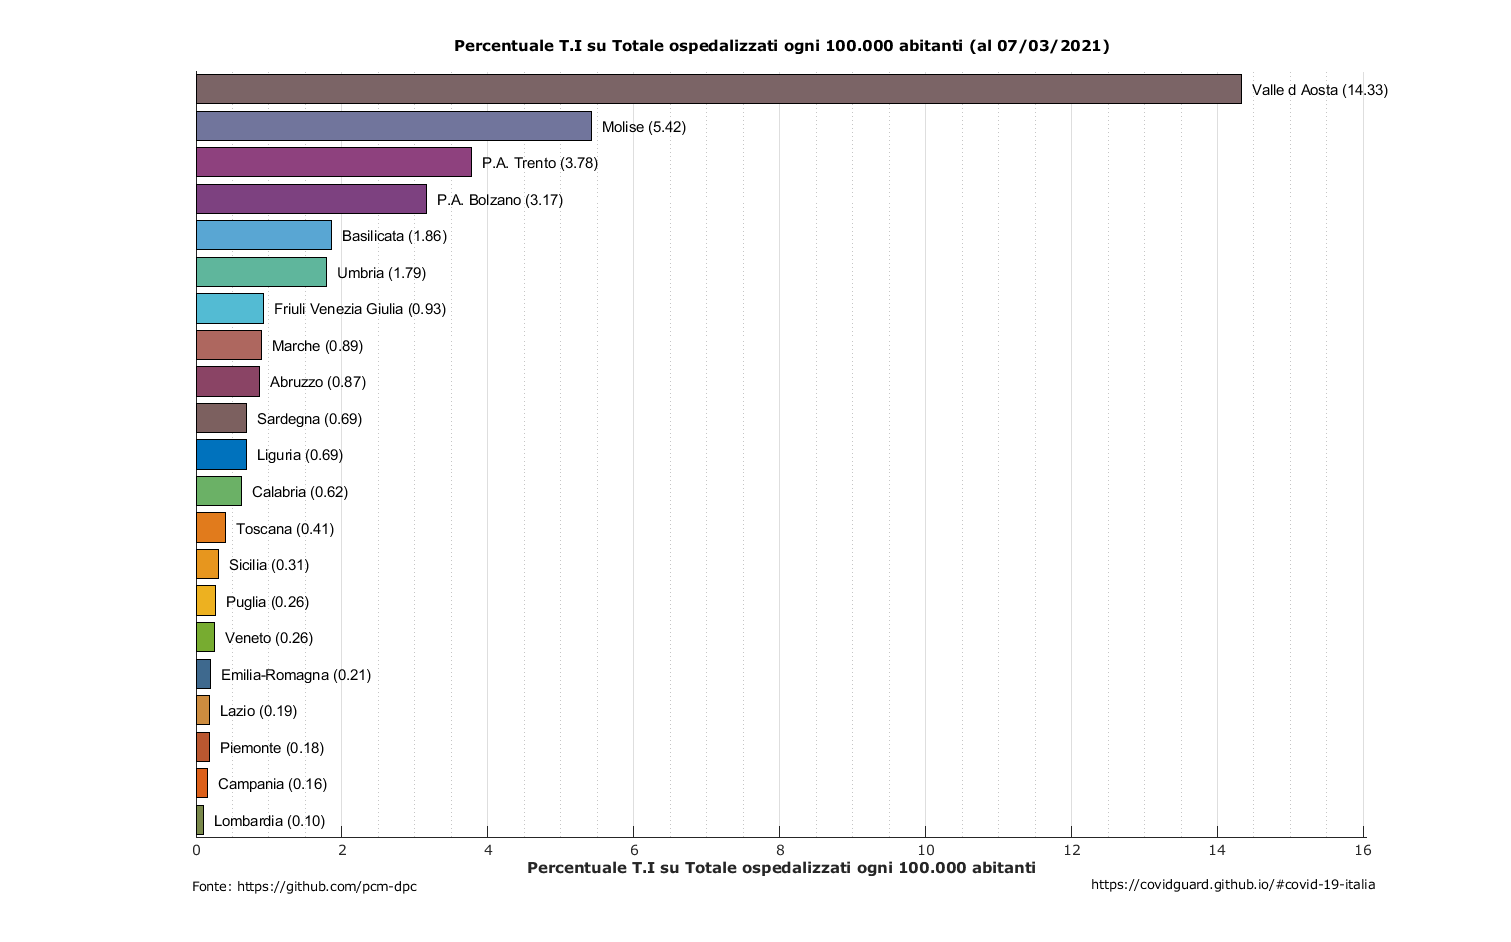 Percentuale T.I su Totale ospedalizzati ogni 100.000 abitanti (al 07/03/2021)
Valle d Aosta (14.33)
Molise (5.42)
P.A. Trento (3.78)
P.A. Bolzano (3.17)
Basilicata (1.86)
Umbria (1.79)
Friuli Venezia Giulia (0.93)
Marche (0.89)
Abruzzo (0.87)
Sardegna (0.69)
Liguria (0.69)
Calabria (0.62)
Toscana (0.41)
Sicilia (0.31)
Puglia (0.26)
Veneto (0.26)
Emilia-Romagna (0.21)
Lazio (0.19)
Piemonte (0.18)
Campania (0.16)
Lombardia (0.10)
0 2 4 6 8 10 12 14 16
Percentuale T.I su Totale ospedalizzati ogni 100.000 abitanti
Fonte: https://github.com/pcm-dpc
https://covidguard.github.io/#covid-19-italia